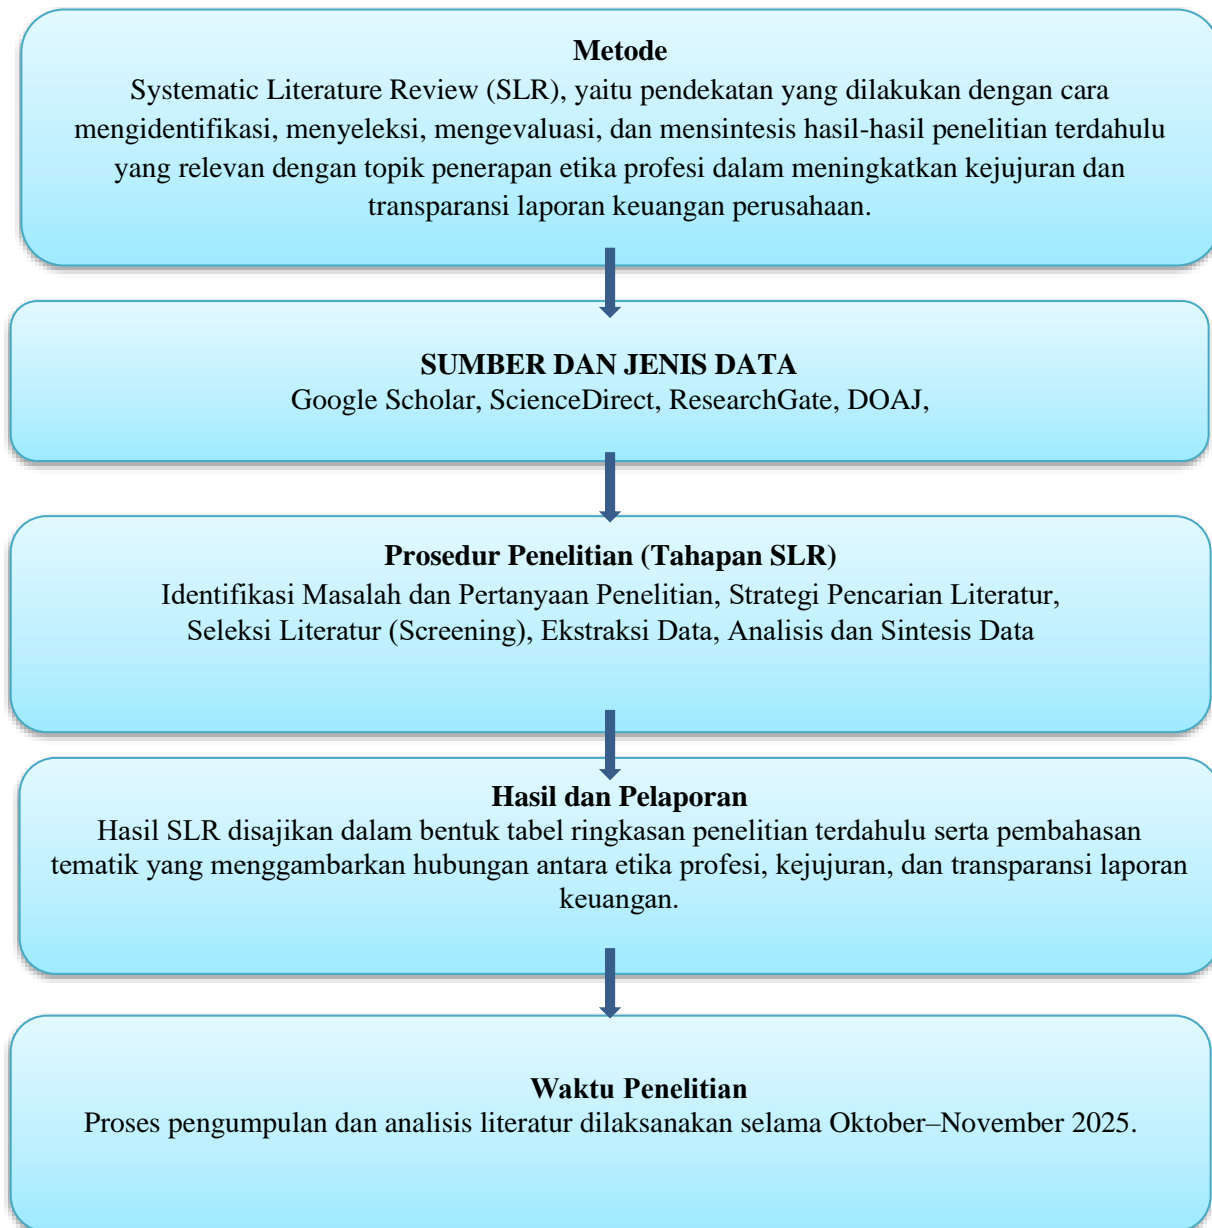 Metode
Systematic Literature Review (SLR), yaitu pendekatan yang dilakukan dengan cara
mengidentifikasi, menyeleksi, mengevaluasi, dan mensintesis hasil-hasil penelitian terdahulu
yang relevan dengan topik penerapan etika profesi dalam meningkatkan kejujuran dan
transparansi laporan keuangan perusahaan.
SUMBER DAN JENIS DATA
Google Scholar, ScienceDirect, ResearchGate, DOAJ,
Prosedur Penelitian (Tahapan SLR)
Identifikasi Masalah dan Pertanyaan Penelitian, Strategi Pencarian Literatur,
Seleksi Literatur (Screening), Ekstraksi Data, Analisis dan Sintesis Data
Hasil dan Pelaporan
Hasil SLR disajikan dalam bentuk tabel ringkasan penelitian terdahulu serta pembahasan
tematik yang menggambarkan hubungan antara etika profesi, kejujuran, dan transparansi laporan
keuangan.
Waktu Penelitian
Proses pengumpulan dan analisis literatur dilaksanakan selama Oktober–November 2025.